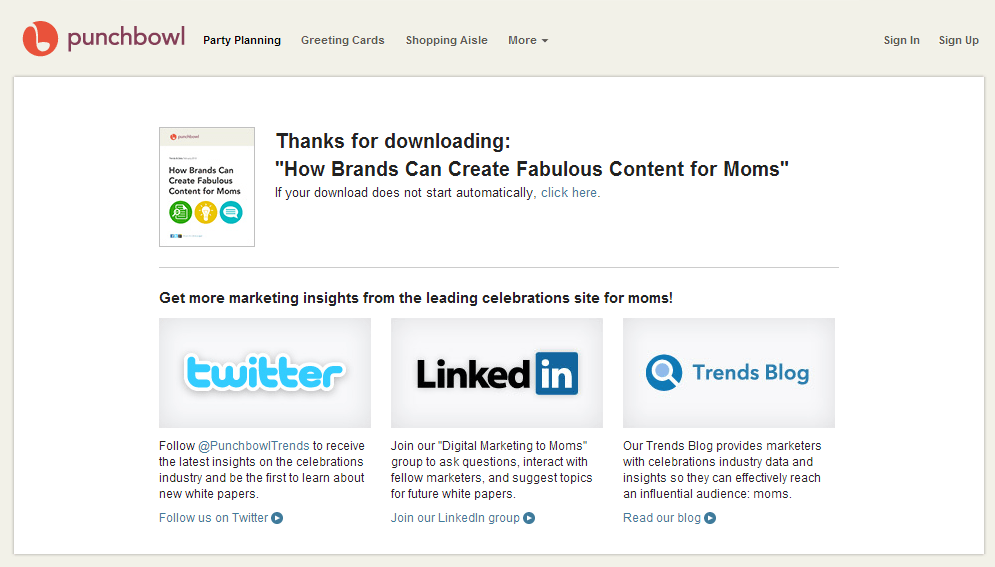 punchbowl
Party Planning
Greeting Cards
Shopping Aisle
More
Sign In
Sign Up
punchbowl
How Brands Can
Create Fabulous
Content for Moms
Thanks for downloading:
"How Brands Can Create Fabulous Content for Moms"
If your download does not start automatically, click here.
Get more marketing insights from the leading celebrations site for moms!
twitter
Follow @PunchbowlTrends to receive
the latest insights on the celebrations
industry and be the first to learn about
new white papers.
Follow us on Twitter
Linked in
Join our "Digital Marketing to Moms"
group to ask questions, interact with
fellow marketers, and suggest topics
for future white papers.
Join our LinkedIn group
Trends Blog
Our Trends Blog provides marketers
with celebrations industry data and
insights so they can effectively reach
an influential audience: moms.
Read our blog